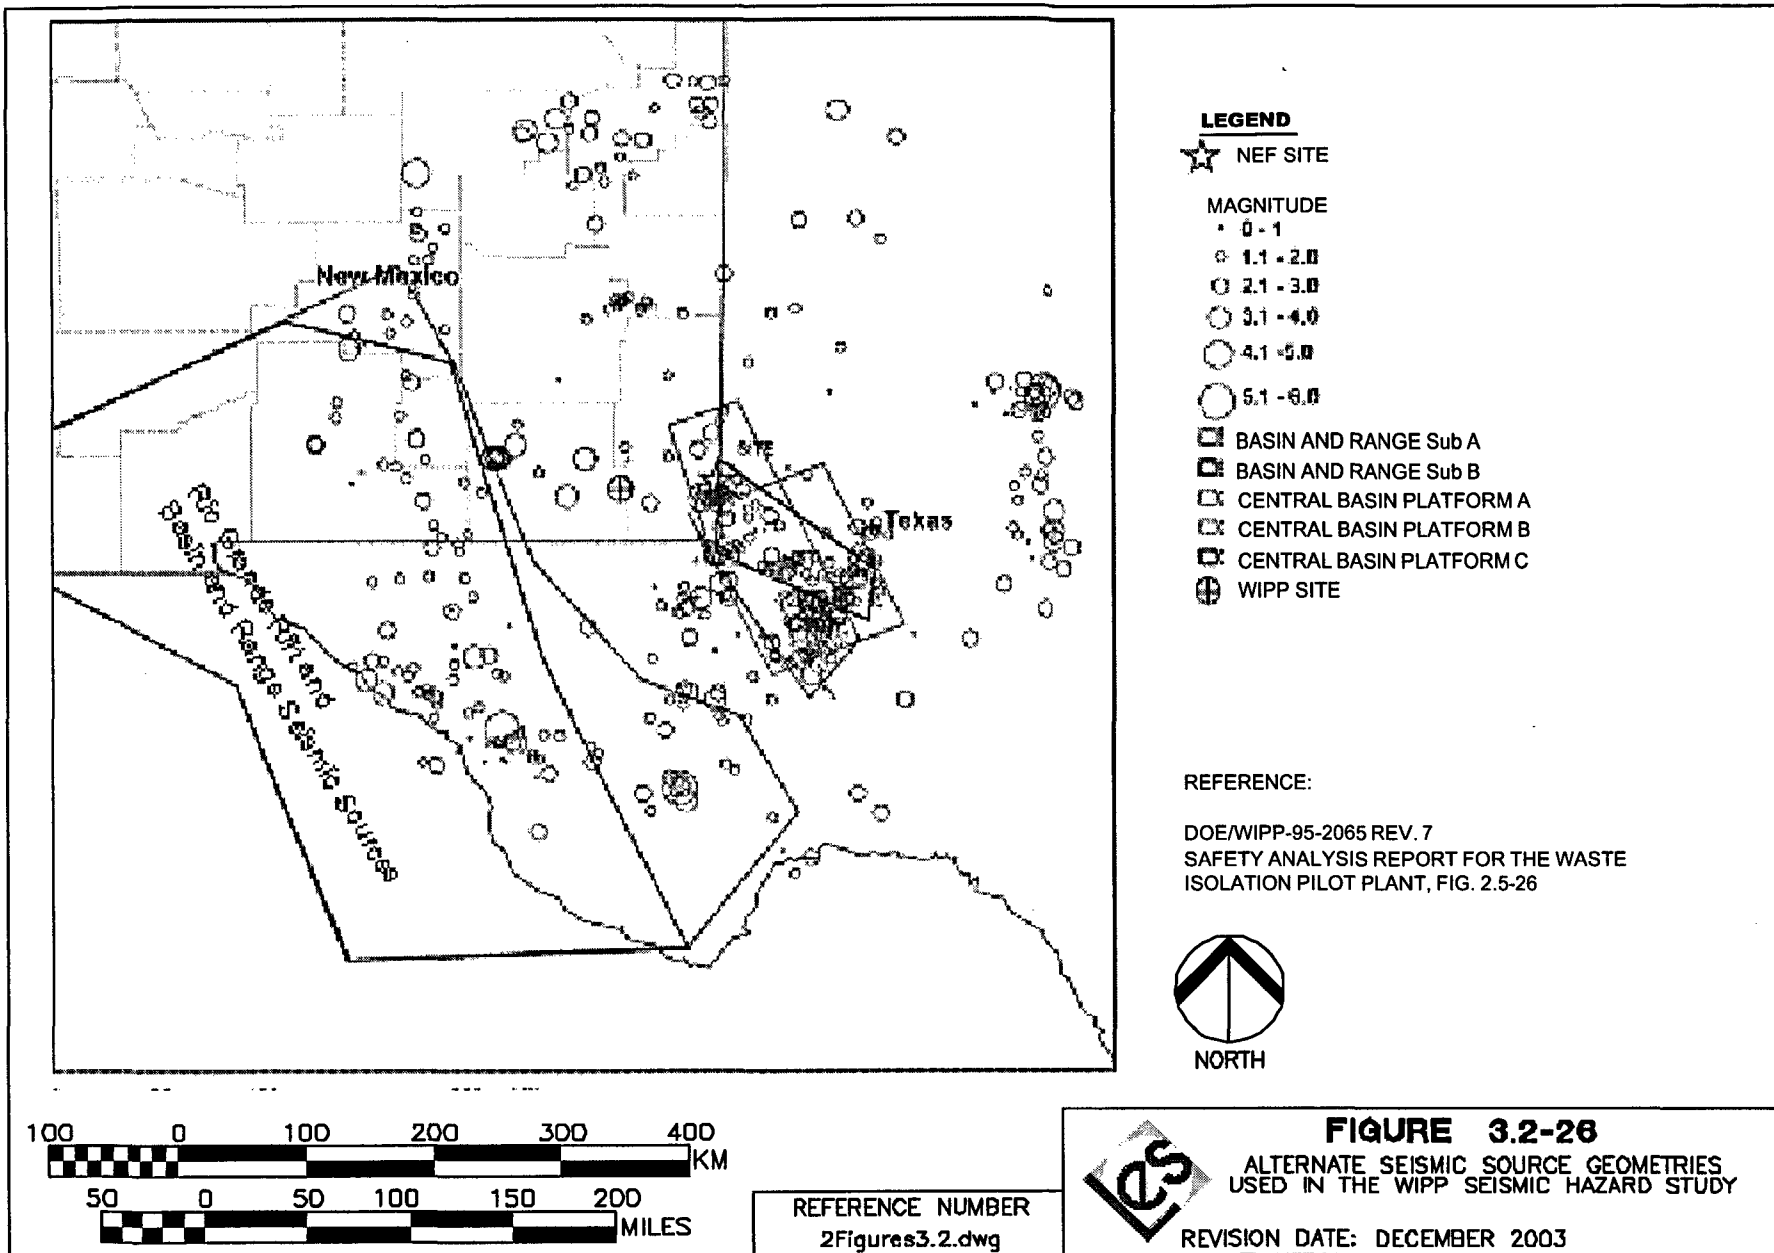 New Mexico
Texas
Rio Grande Rift and
Basin and Range Seismic Source
LEGEND
NEF SITE
MAGNITUDE
0 - 1
1.1 - 2.0
2.1 - 3.0
3.1 - 4.0
4.1 - 5.0
5.1 - 6.0
BASIN AND RANGE Sub A
BASIN AND RANGE Sub B
CENTRAL BASIN PLATFORM A
CENTRAL BASIN PLATFORM B
CENTRAL BASIN PLATFORM C
WIPP SITE
REFERENCE:
DOE/WIPP-95-2065 REV. 7
SAFETY ANALYSIS REPORT FOR THE WASTE
ISOLATION PILOT PLANT, FIG. 2.5-26
NORTH
100 0 100 200 300 400
KM
50 0 50 100 150 200
MILES
REFERENCE NUMBER
2Figures3.2.dwg
LES
FIGURE 3.2-26
ALTERNATE SEISMIC SOURCE GEOMETRIES
USED IN THE WIPP SEISMIC HAZARD STUDY
REVISION DATE: DECEMBER 2003